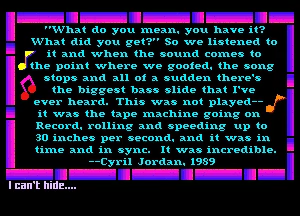 "What do you mean, you have it?
What did you get?" So we listened to
it and when the sound comes to
the point where we goofed, the song
stops and all of a sudden there's
the biggest bass slide that I've
ever heard. This was not played--
it was the tape machine going on
Record, rolling and speeding up to
30 inches per second, and it was in
time and in sync. It was incredible.
--Cyril Jordan, 1989
I can't hide....